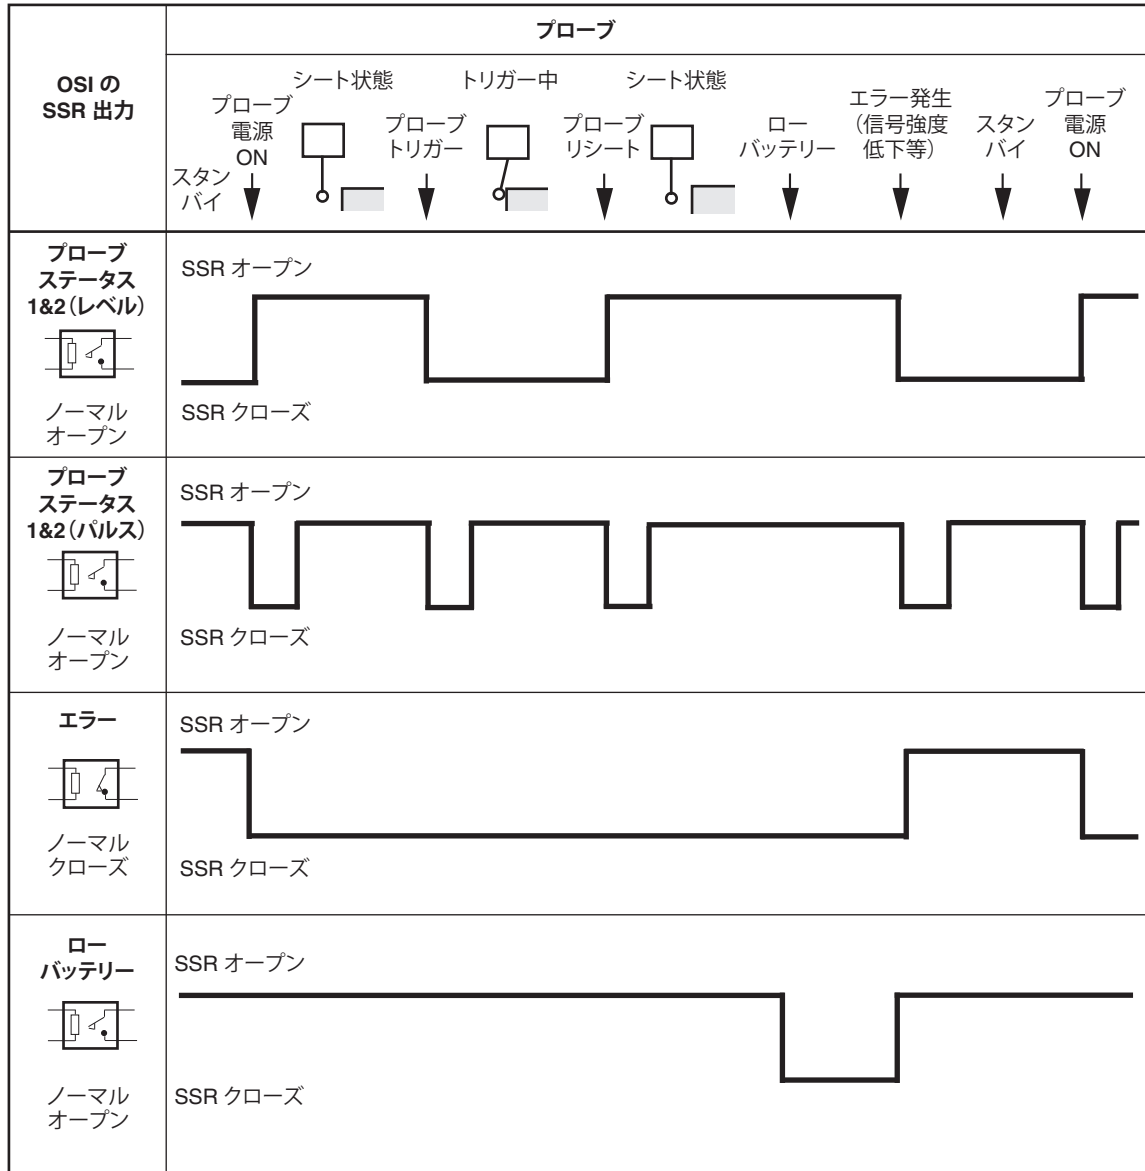 プローブ
OSI の
SSR 出力
スタン
バイ
プローブ
電源
ON
シート状態
プローブ
トリガー
トリガー中
プローブ
リシート
シート状態
ロー
バッテリー
エラー発生
（信号強度
低下等）
スタン
バイ
プローブ
電源
ON
プローブ
ステータス
1&2（レベル）
ノーマル
オープン
SSR オープン
SSR クローズ
プローブ
ステータス
1&2（パルス）
ノーマル
オープン
SSR オープン
SSR クローズ
エラー
ノーマル
クローズ
SSR オープン
SSR クローズ
ロー
バッテリー
ノーマル
オープン
SSR オープン
SSR クローズ